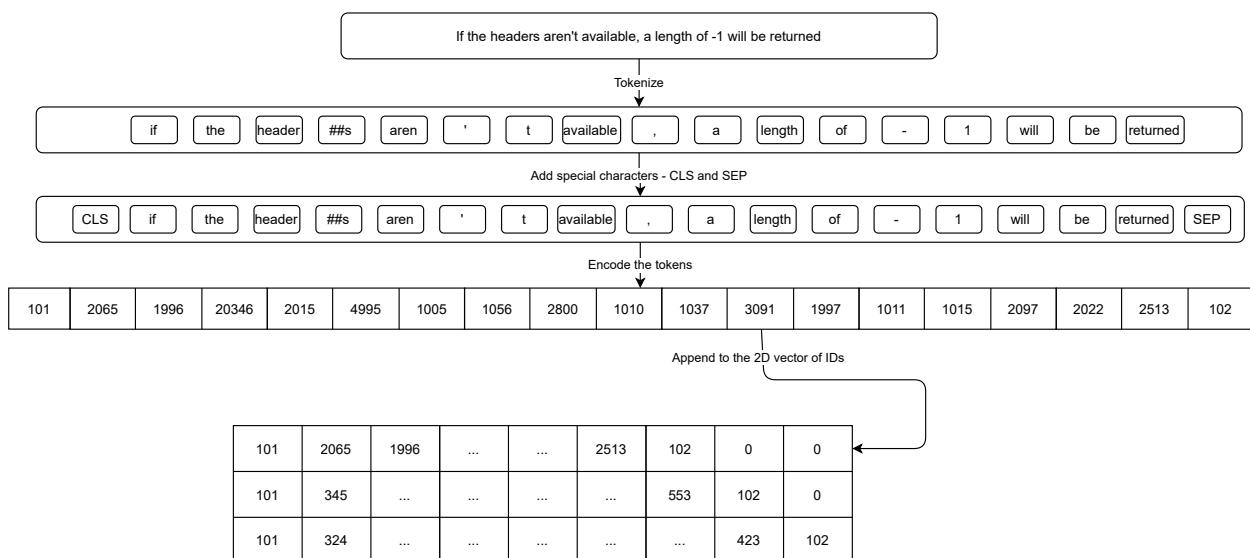 If the headers aren't available, a length of -1 will be returned
Tokenize
if the header ##s aren ' t available , a length of - 1 will be returned
Add special characters - CLS and SEP
CLS if the header ##s aren ' t available , a length of - 1 will be returned SEP
Encode the tokens
101 2065 1996 20346 2015 4995 1005 1056 2800 1010 1037 3091 1997 1011 1015 2097 2022 2513 102
Append to the 2D vector of IDs
101 2065 1996 ... ... 2513 102 0 0
101 345 ... ... ... ... 553 102 0
101 324 ... ... ... ... ... 423 102